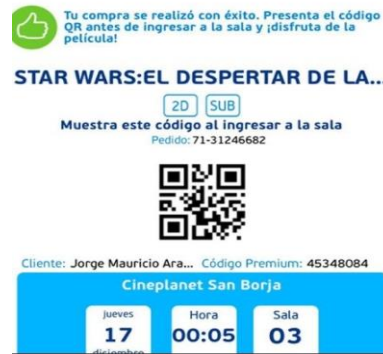 Tu compra se realizó con éxito. Presenta el código
QR antes de ingresar a la sala y ¡disfruta de la
película!
STAR WARS:EL DESPERTAR DE LA...
2D SUB
Muestra este código al ingresar a la sala
Pedido: 71-31246682
Cliente: Jorge Mauricio Ara... Código Premium: 45348084
Cineplanet San Borja
Jueves Hora Sala
17 00:05 03
diciembre